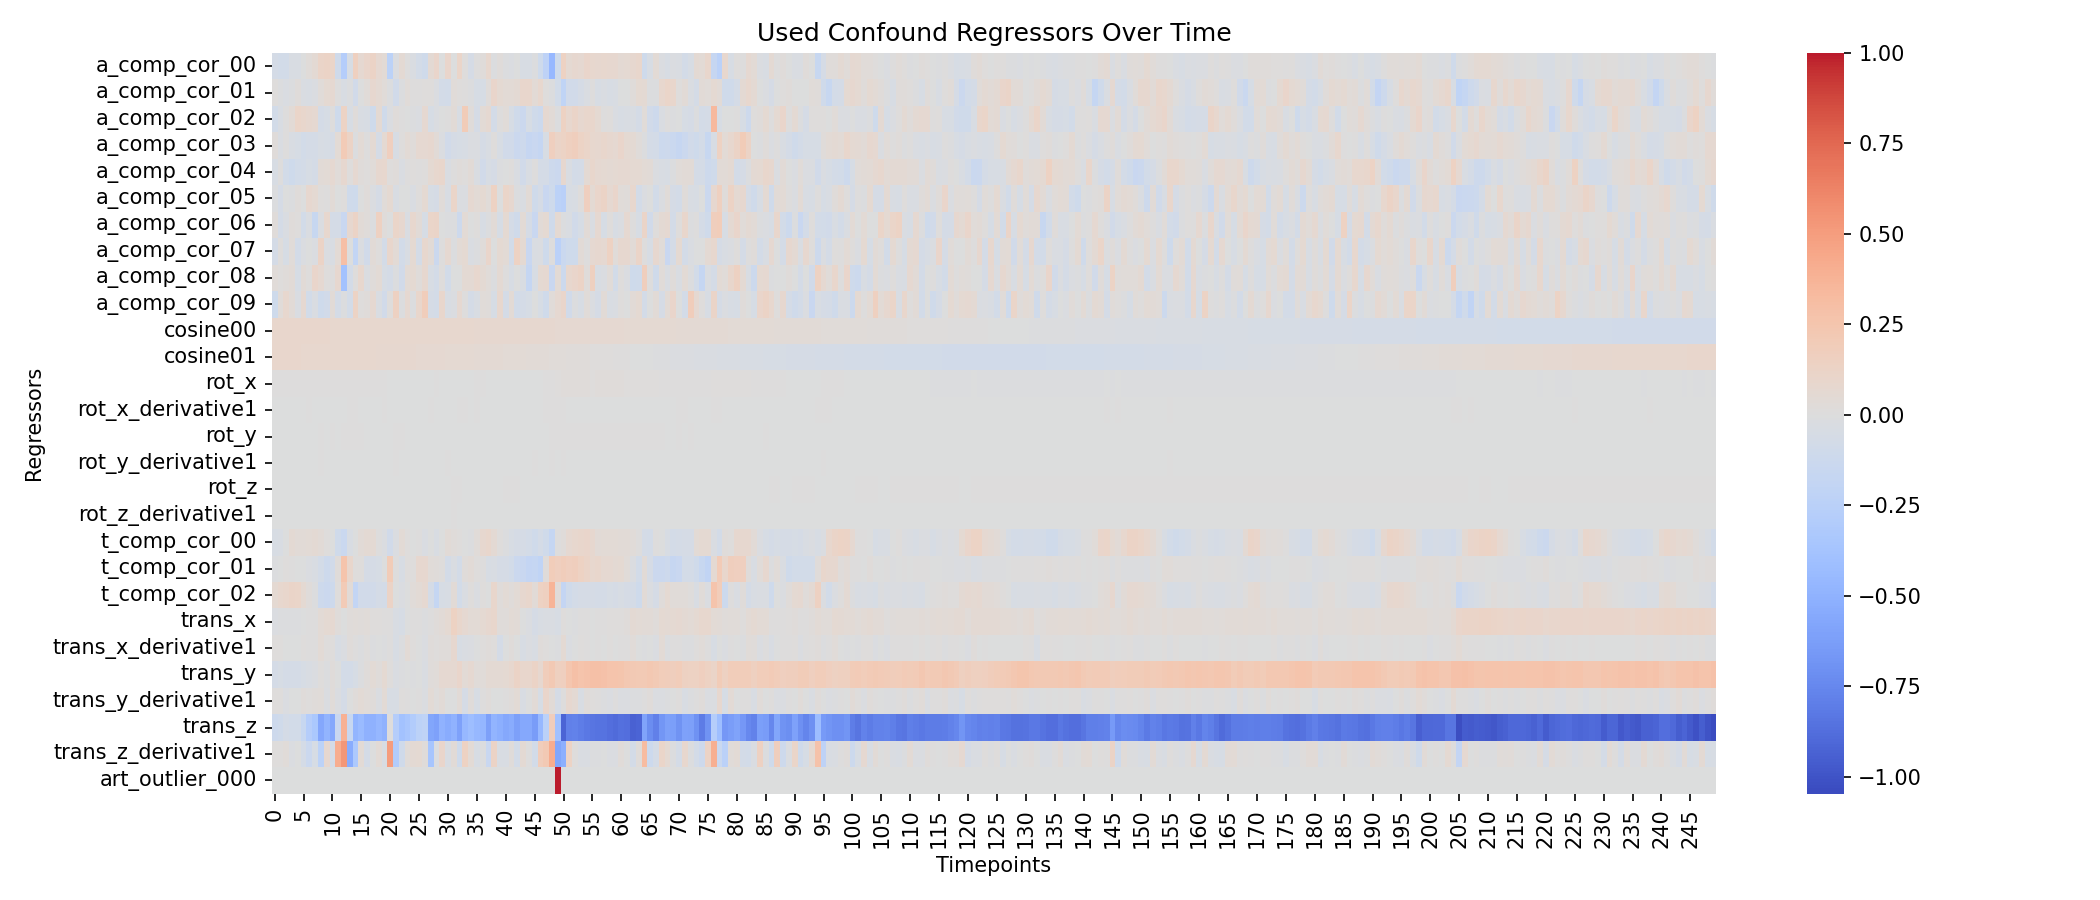 Used Confound Regressors Over Time
a_comp_cor_00
a_comp_cor_01
a_comp_cor_02
a_comp_cor_03
a_comp_cor_04
a_comp_cor_05
a_comp_cor_06
a_comp_cor_07
a_comp_cor_08
a_comp_cor_09
cosine00
cosine01
rot_x
rot_x_derivative1
rot_y
rot_y_derivative1
rot_z
rot_z_derivative1
t_comp_cor_00
t_comp_cor_01
t_comp_cor_02
trans_x
trans_x_derivative1
trans_y
trans_y_derivative1
trans_z
trans_z_derivative1
art_outlier_000
Regressors
0 5 10 15 20 25 30 35 40 45 50 55 60 65 70 75 80 85 90 95 100 105 110 115 120 125 130 135 140 145 150 155 160 165 170 175 180 185 190 195 200 205 210 215 220 225 230 235 240 245
Timepoints
1.00
0.75
0.50
0.25
0.00
−0.25
−0.50
−0.75
−1.00